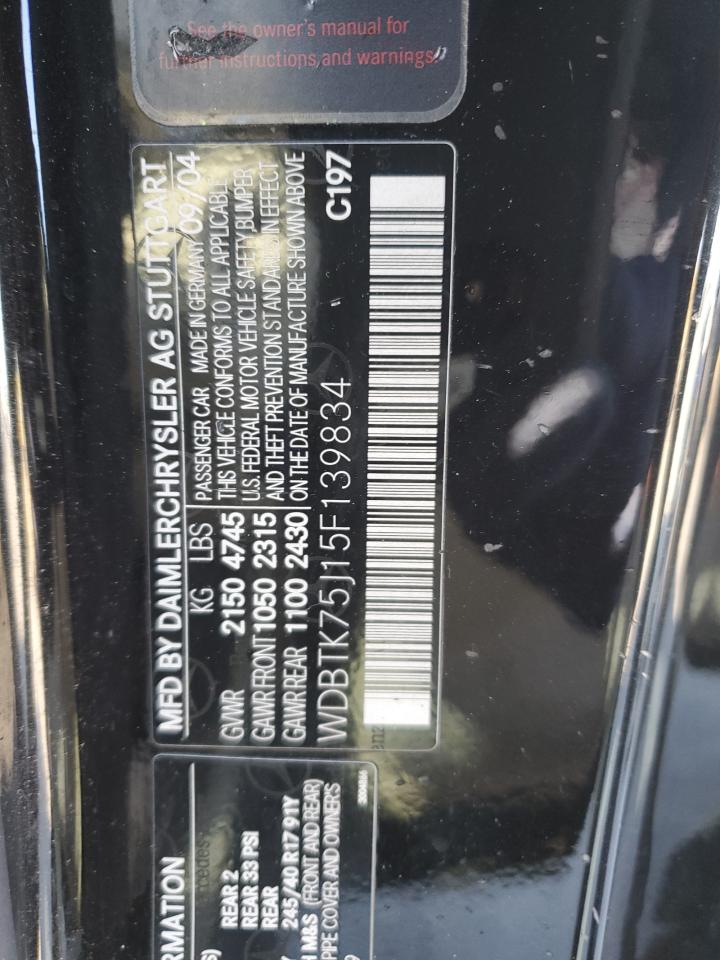 See the owner's manual for
further instructions and warnings.
MFD BY DAIMLERCHRYSLER AG STUTTGART
KG LBS PASSENGER CAR MADE IN GERMANY 09/04
GVWR 2150 4745 THIS VEHICLE CONFORMS TO ALL APPLICABLE
GAWR FRONT 1050 2315 U.S. FEDERAL MOTOR VEHICLE SAFETY, BUMPER
GAWR REAR 1100 2430 AND THEFT PREVENTION STANDARDS IN EFFECT
ON THE DATE OF MANUFACTURE SHOWN ABOVE
WDBTK75J15F139834 C197
RMATION
REAR 2
REAR 33 PSI
REAR
245/40 R17 91Y
M&S (FRONT AND REAR)
COVER AND OWNER'S